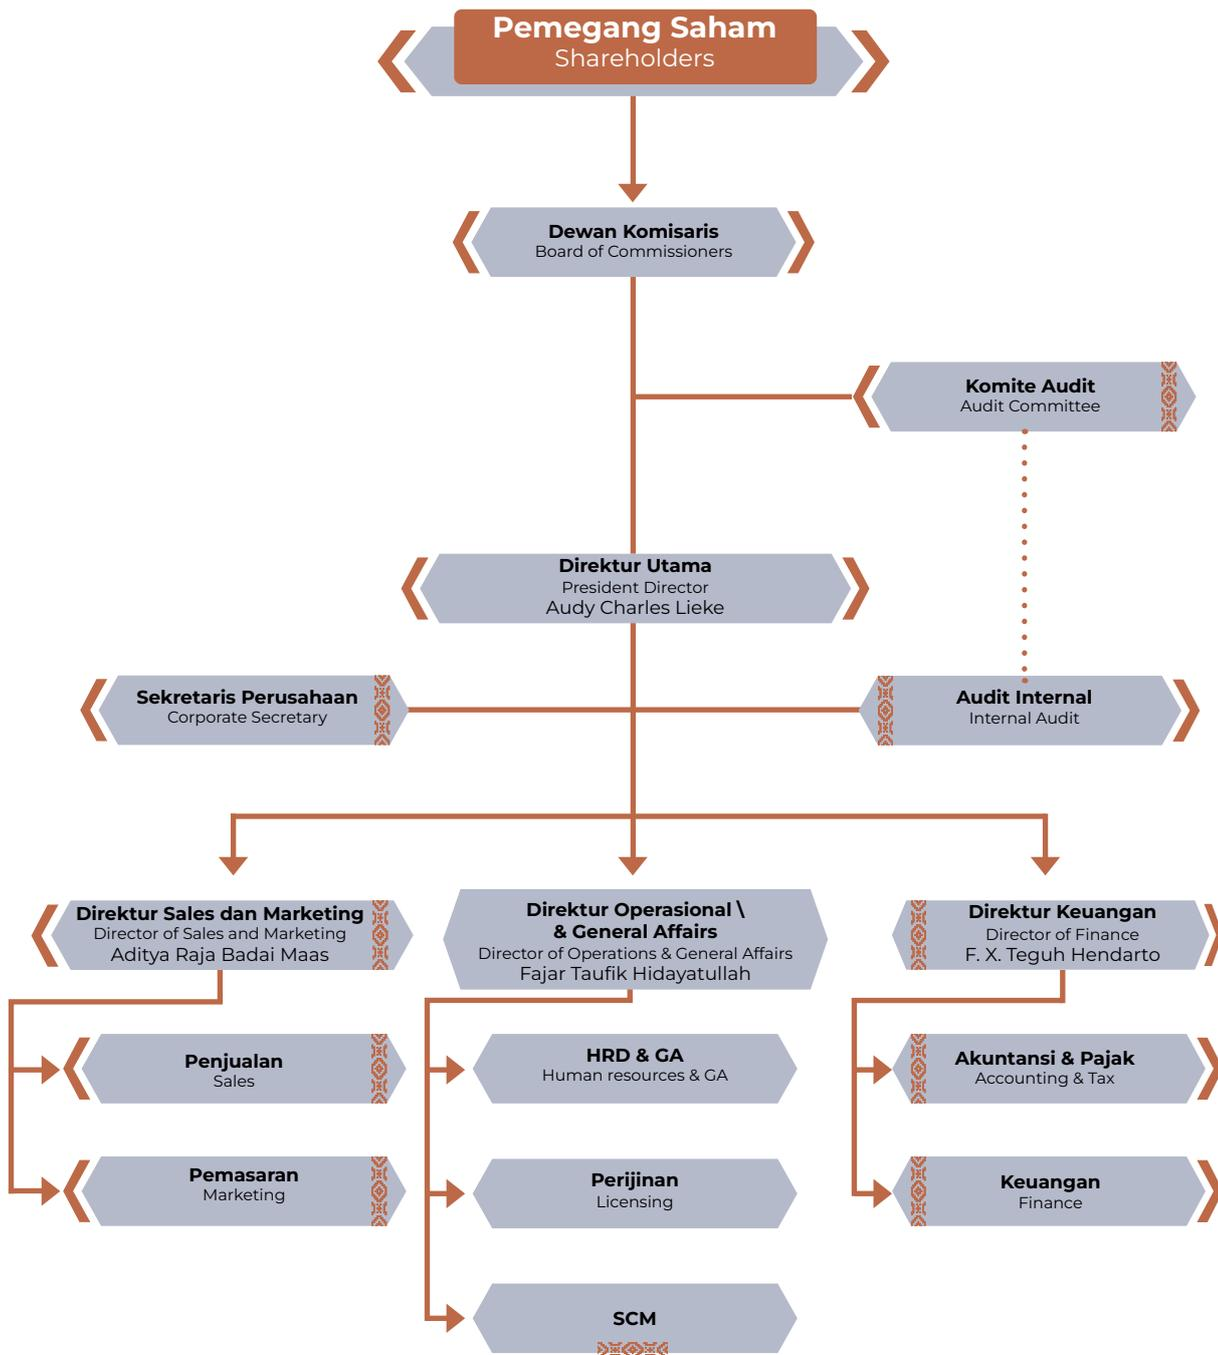 Pemegang Saham
Shareholders
Dewan Komisaris
Board of Commissioners
Komite Audit
Audit Committee
Direktur Utama
President Director
Audy Charles Lieke
Sekretaris Perusahaan
Corporate Secretary
Audit Internal
Internal Audit
Direktur Sales dan Marketing
Director of Sales and Marketing
Aditya Raja Badai Maas
Direktur Operasional \
& General Affairs
Director of Operations & General Affairs
Fajar Taufik Hidayatullah
Direktur Keuangan
Director of Finance
F. X. Teguh Hendarto
Penjualan
Sales
HRD & GA
Human resources & GA
Akuntansi & Pajak
Accounting & Tax
Pemasaran
Marketing
Perijinan
Licensing
Keuangan
Finance
SCM